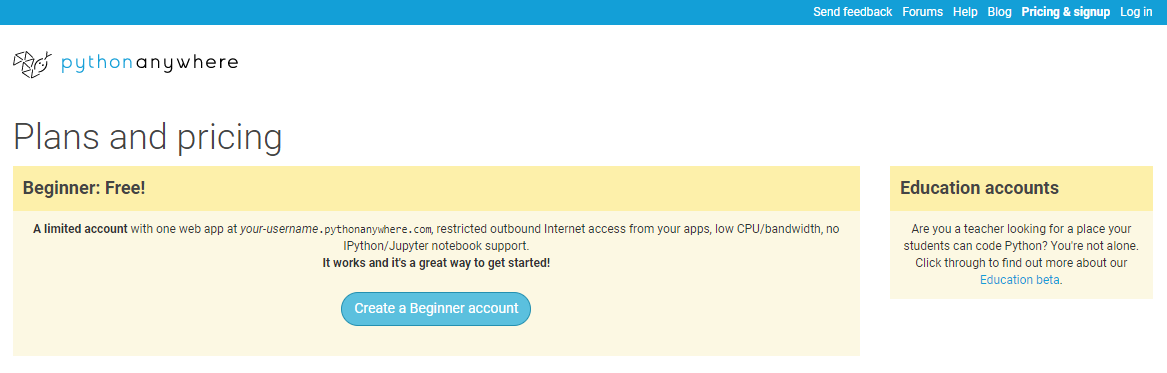 Send feedback Forums Help Blog Pricing & signup Log in
pythonanywhere
Plans and pricing
Beginner: Free!
A limited account with one web app at your-username.pythonanywhere.com, restricted outbound Internet access from your apps, low CPU/bandwidth, no
IPython/Jupyter notebook support.
It works and it's a great way to get started!
Create a Beginner account
Education accounts
Are you a teacher looking for a place your
students can code Python? You're not alone.
Click through to find out more about our
Education beta.